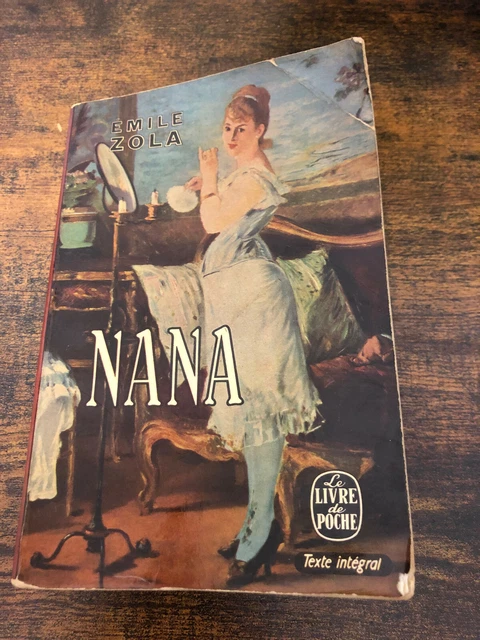 ÉMILE
ZOLA
NANA
Le
LIVRE
de
POCHE
Texte intégral